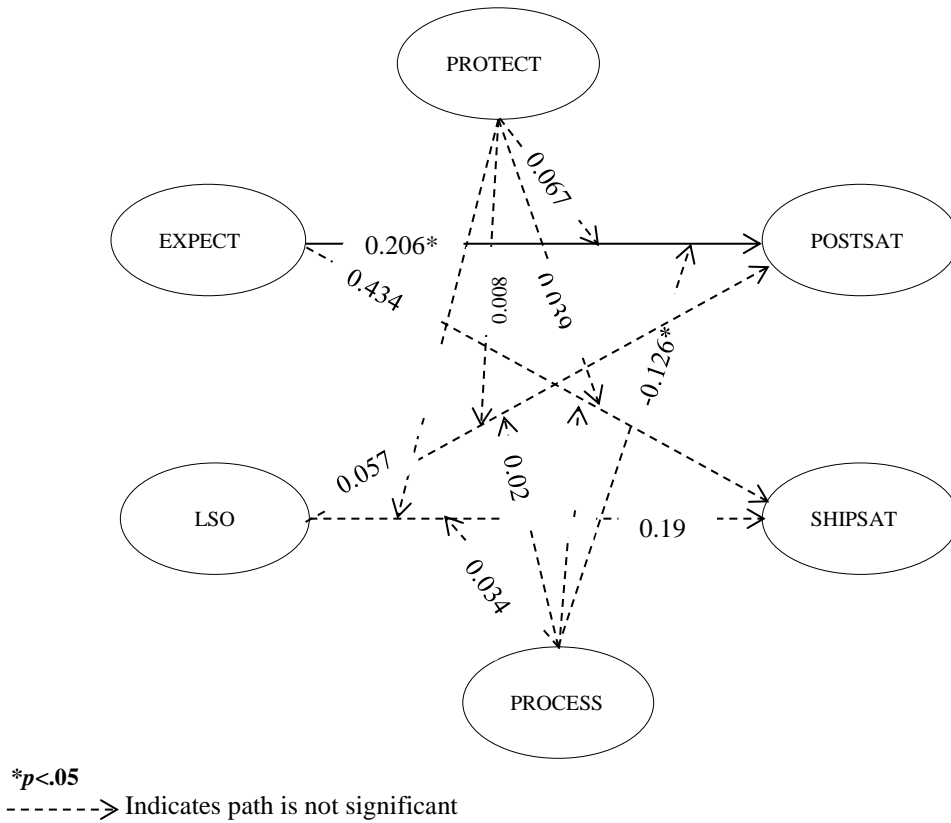 PROTECT
0.067
EXPECT
0.206*
POSTSAT
0.434
0.008
0.039
-0.126*
0.057
0.02
LSO
0.19
SHIPSAT
0.034
PROCESS
*p<.05
Indicates path is not significant